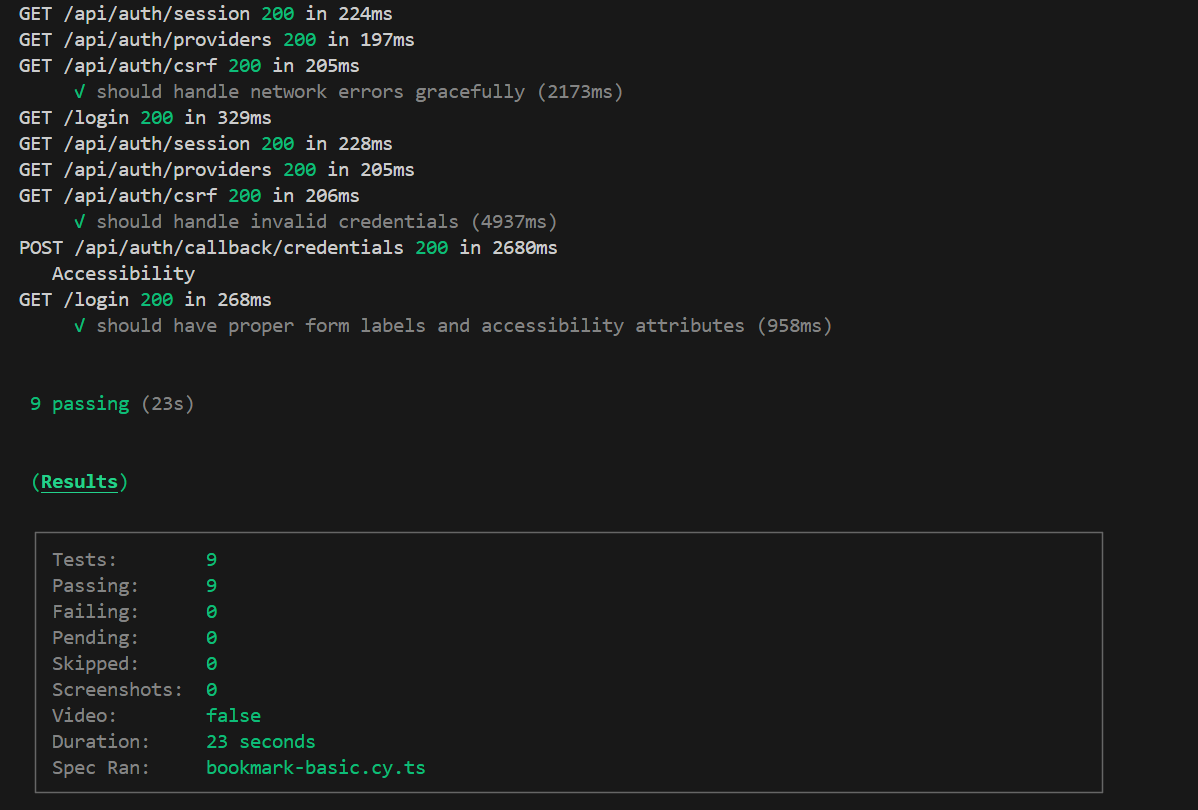 GET /api/auth/session 200 in 224ms
GET /api/auth/providers 200 in 197ms
GET /api/auth/csrf 200 in 205ms
√ should handle network errors gracefully (2173ms)
GET /login 200 in 329ms
GET /api/auth/session 200 in 228ms
GET /api/auth/providers 200 in 205ms
GET /api/auth/csrf 200 in 206ms
√ should handle invalid credentials (4937ms)
POST /api/auth/callback/credentials 200 in 2680ms
Accessibility
GET /login 200 in 268ms
√ should have proper form labels and accessibility attributes (958ms)
9 passing (23s)
(Results)
Tests: 9
Passing: 9
Failing: 0
Pending: 0
Skipped: 0
Screenshots: 0
Video: false
Duration: 23 seconds
Spec Ran: bookmark-basic.cy.ts